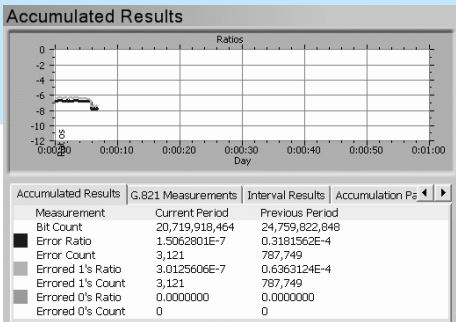 Accumulated Results
Ratios
0
-2
-4
-6
-8
-10
-12
Ratios
0:00:00 0:00:10 0:00:20 0:00:30 0:00:40 0:00:50 0:01:00
Day
Accumulated Results G.821 Measurements Interval Results Accumulation Pa
Measurement Current Period Previous Period
Bit Count 20,719,918,464 24,759,822,848
Error Ratio 1.5062801E-7 0.3181562E-4
Error Count 3,121 787,749
Errored 1's Ratio 3.0125606E-7 0.6363124E-4
Errored 1's Count 3,121 787,749
Errored 0's Ratio 0.0000000 0.0000000
Errored 0's Count 0 0